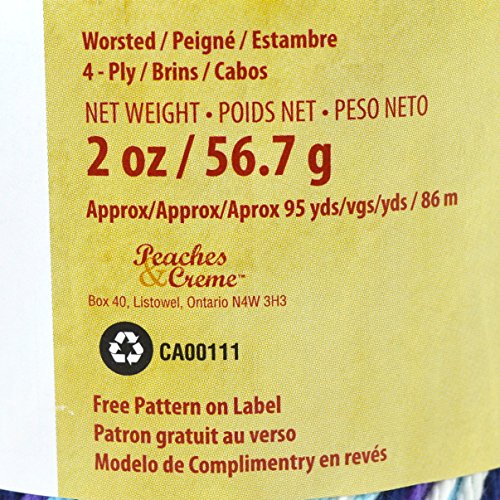 Worsted / Peigné / Estambre
4 - Ply / Brins / Cabos
NET WEIGHT • POIDS NET • PESO NETO
2 oz / 56.7 g
Approx/Approx/Aprox 95 yds/vgs/yds / 86 m
Peaches
& Creme™
Box 40, Listowel, Ontario N4W 3H3
CA00111
Free Pattern on Label
Patron gratuit au verso
Modelo de Complimentry en revés